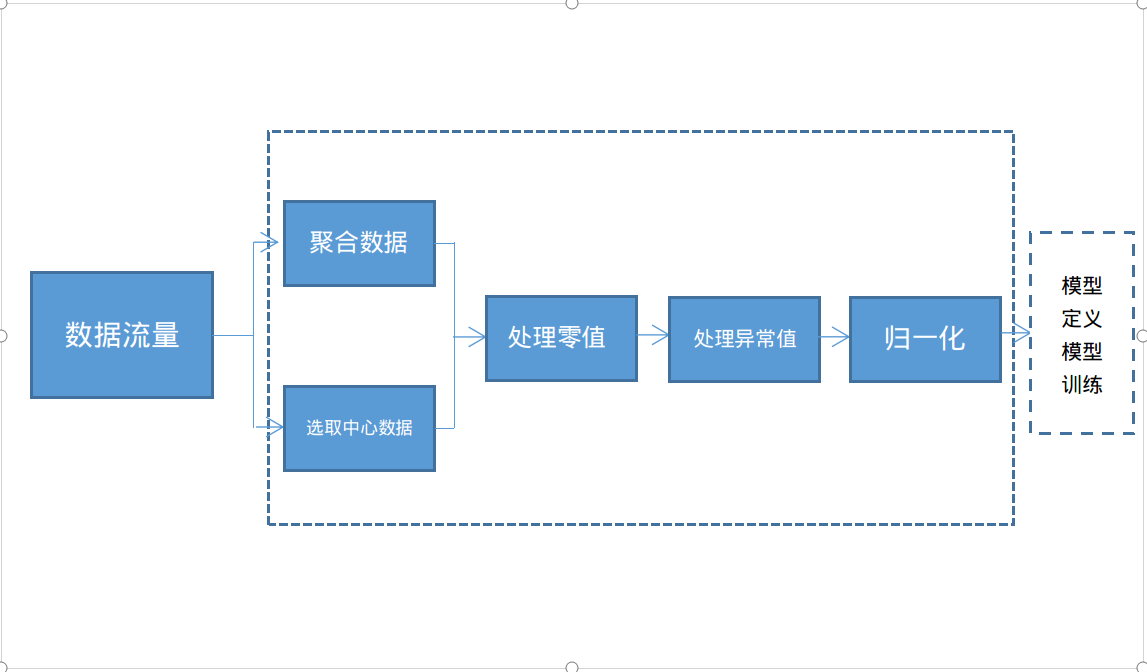 数据流量
聚合数据
选取中心数据
处理零值
处理异常值
归一化
模型
定义
模型
训练